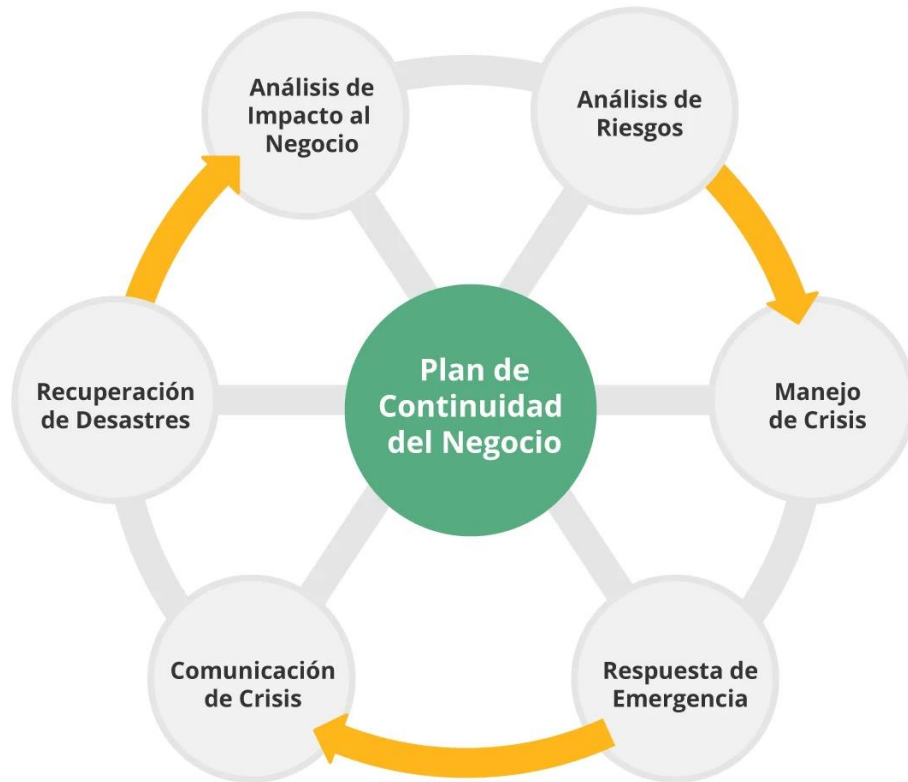 Análisis de
Impacto al
Negocio
Análisis de
Riesgos
Plan de
Continuidad
del Negocio
Recuperación
de Desastres
Manejo
de Crisis
Comunicación
de Crisis
Respuesta de
Emergencia